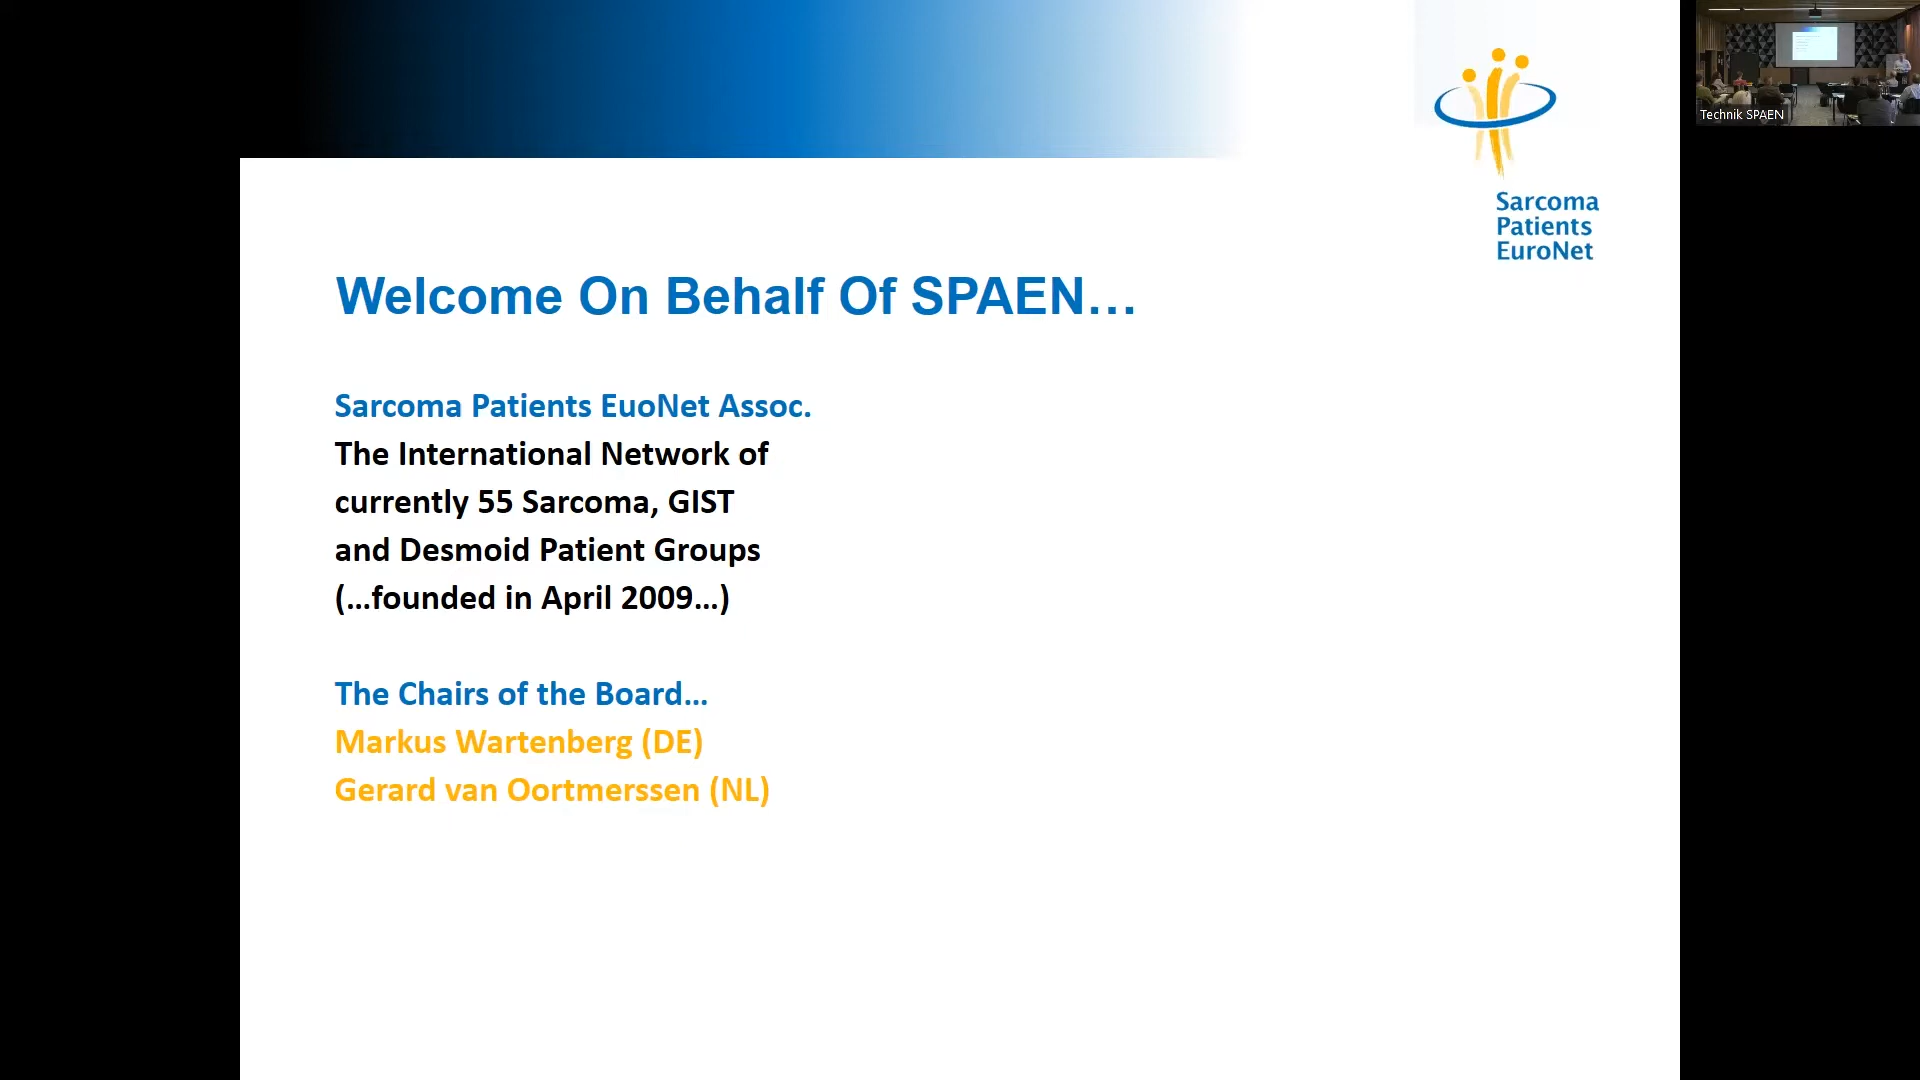 Technik SPAEN
Sarcoma
Patients
EuroNet
Welcome On Behalf Of SPAEN…
Sarcoma Patients EuoNet Assoc.
The International Network of
currently 55 Sarcoma, GIST
and Desmoid Patient Groups
(…founded in April 2009…)
The Chairs of the Board…
Markus Wartenberg (DE)
Gerard van Oortmerssen (NL)